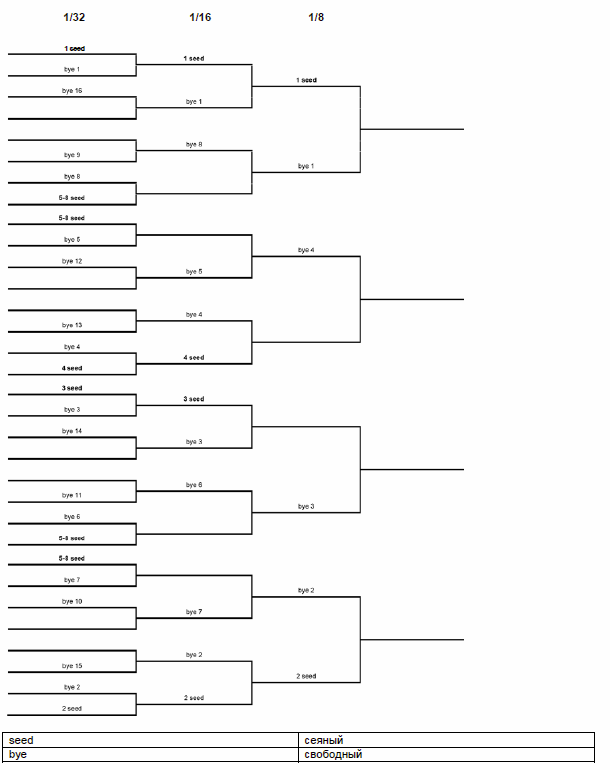 1/32 1/16 1/8
1 seed
1 seed
bye 1
1 seed
bye 16
bye 1
bye 8
bye 9
bye 1
bye 8
5-8 seed
5-8 seed
bye 5
bye 4
bye 12
bye 5
bye 4
bye 13
bye 4
4 seed
4 seed
3 seed
3 seed
bye 3
bye 14
bye 3
bye 6
bye 11
bye 3
bye 6
5-8 seed
5-8 seed
bye 7
bye 2
bye 10
bye 7
bye 2
bye 15
2 seed
bye 2
2 seed
2 seed
seed сеяный
bye свободный